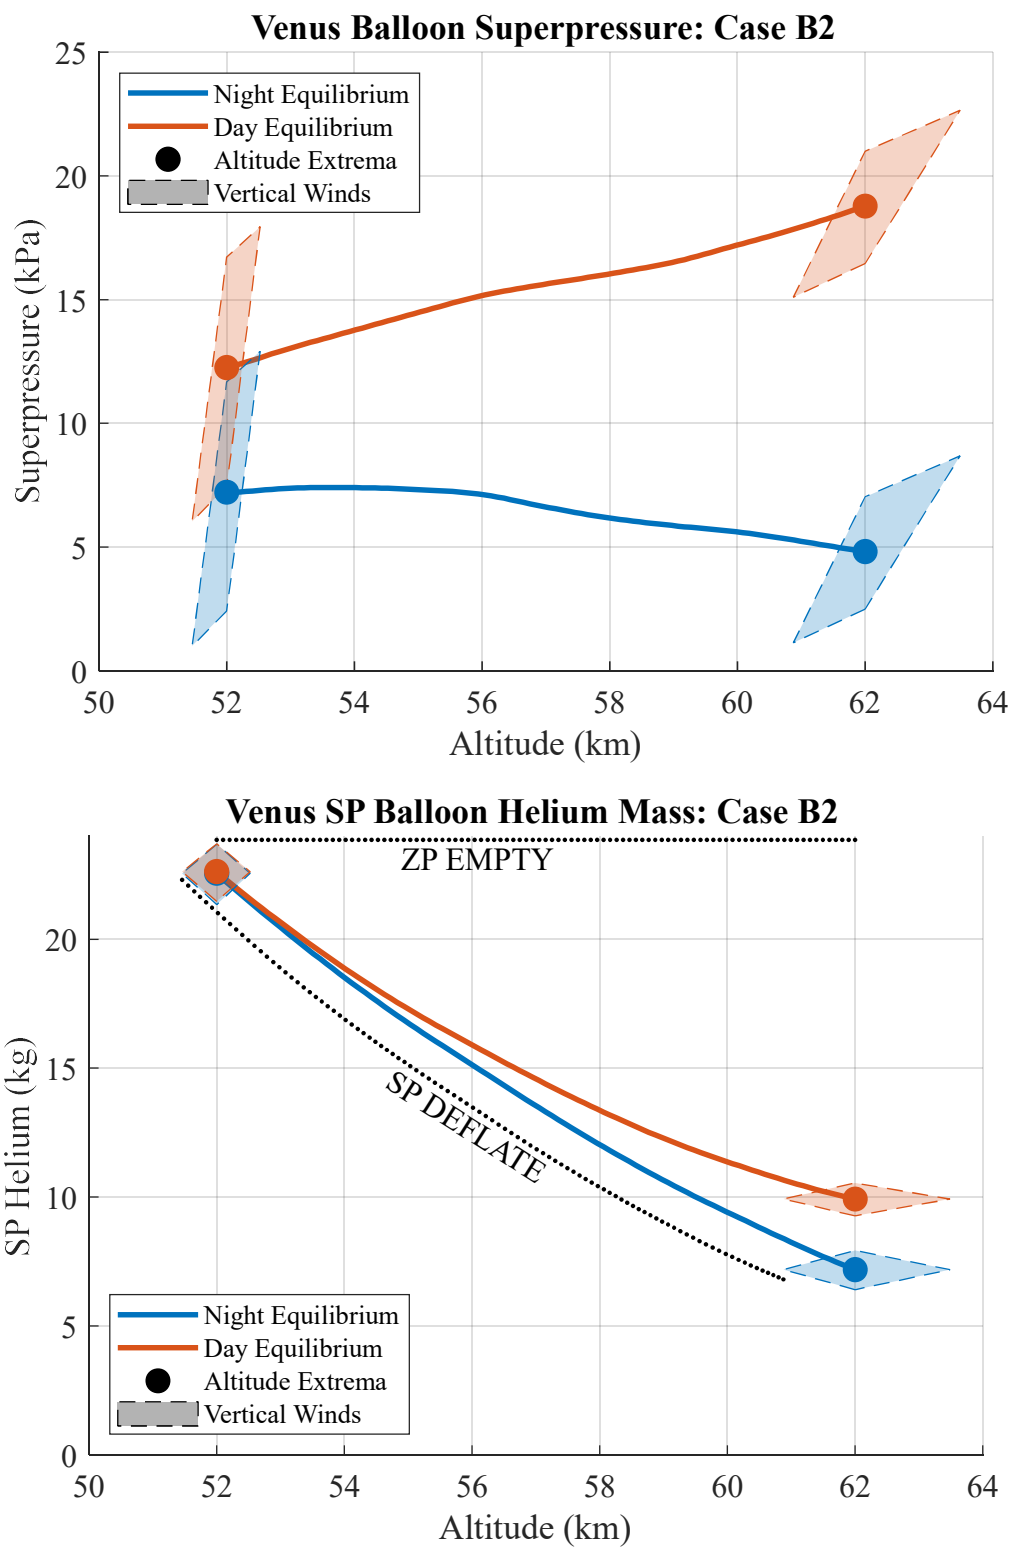 Venus Balloon Superpressure: Case B2
25
20
15
10
5
0
Superpressure (kPa)
Night Equilibrium
Day Equilibrium
Altitude Extrema
Vertical Winds
50 52 54 56 58 60 62 64
Altitude (km)
Venus SP Balloon Helium Mass: Case B2
ZP EMPTY
SP DEFLATE
20
15
10
5
0
SP Helium (kg)
Night Equilibrium
Day Equilibrium
Altitude Extrema
Vertical Winds
50 52 54 56 58 60 62 64
Altitude (km)